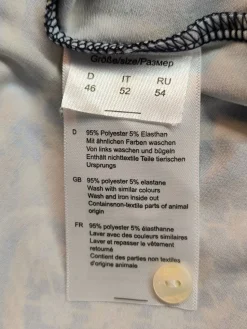 Größe/size/Размер
D IT RU
46 52 54
D 95% Polyester 5% Elasthan
Mit ähnlichen Farben waschen
Von links waschen und bügeln
Enthält nichttextile Teile tierischen
Ursprungs
GB 95% polyester 5% elastane
Wash with similar colours
Wash and Iron inside out
Containsnon-textile parts of animal
origin
FR 95% polyester 5% élasthanne
Laver avec des couleurs similaires
Laver et repasser le vêtement
retourné
Contient des parties non textiles
d'origine animale